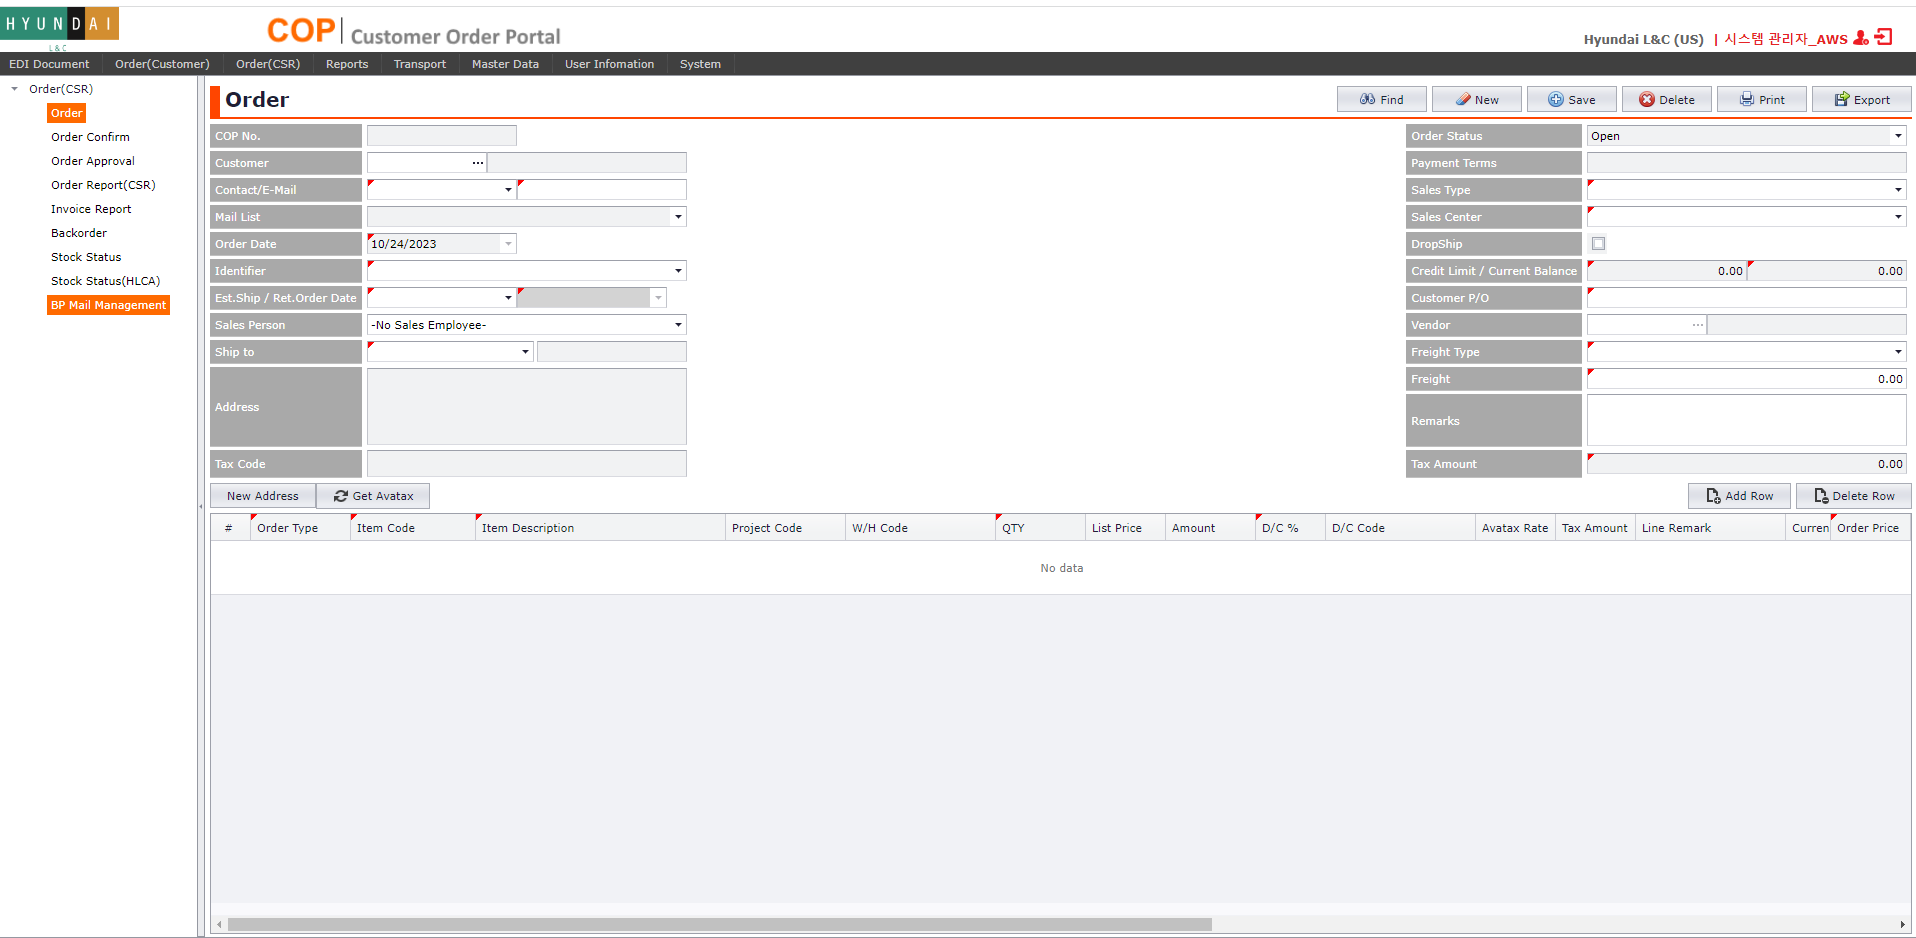 HYUNDAI
L&C
COP | Customer Order Portal
Hyundai L&C (US) | 시스템 관리자_AWS
EDI Document Order(Customer) Order(CSR) Reports Transport Master Data User Infomation System
Order(CSR)
Order
Order Confirm
Order Approval
Order Report(CSR)
Invoice Report
Backorder
Stock Status
Stock Status(HLCA)
BP Mail Management
Order
Find New Save Delete Print Export
COP No.
Customer ...
Contact/E-Mail
Mail List
Order Date 10/24/2023
Identifier
Est.Ship / Ret.Order Date
Sales Person -No Sales Employee-
Ship to
Address
Tax Code
Order Status Open
Payment Terms
Sales Type
Sales Center
DropShip
Credit Limit / Current Balance 0.00 0.00
Customer P/O
Vendor ...
Freight Type
Freight 0.00
Remarks
Tax Amount 0.00
New Address Get Avatax Add Row Delete Row
# Order Type Item Code Item Description Project Code W/H Code QTY List Price Amount D/C % D/C Code Avatax Rate Tax Amount Line Remark Curren Order Price
No data